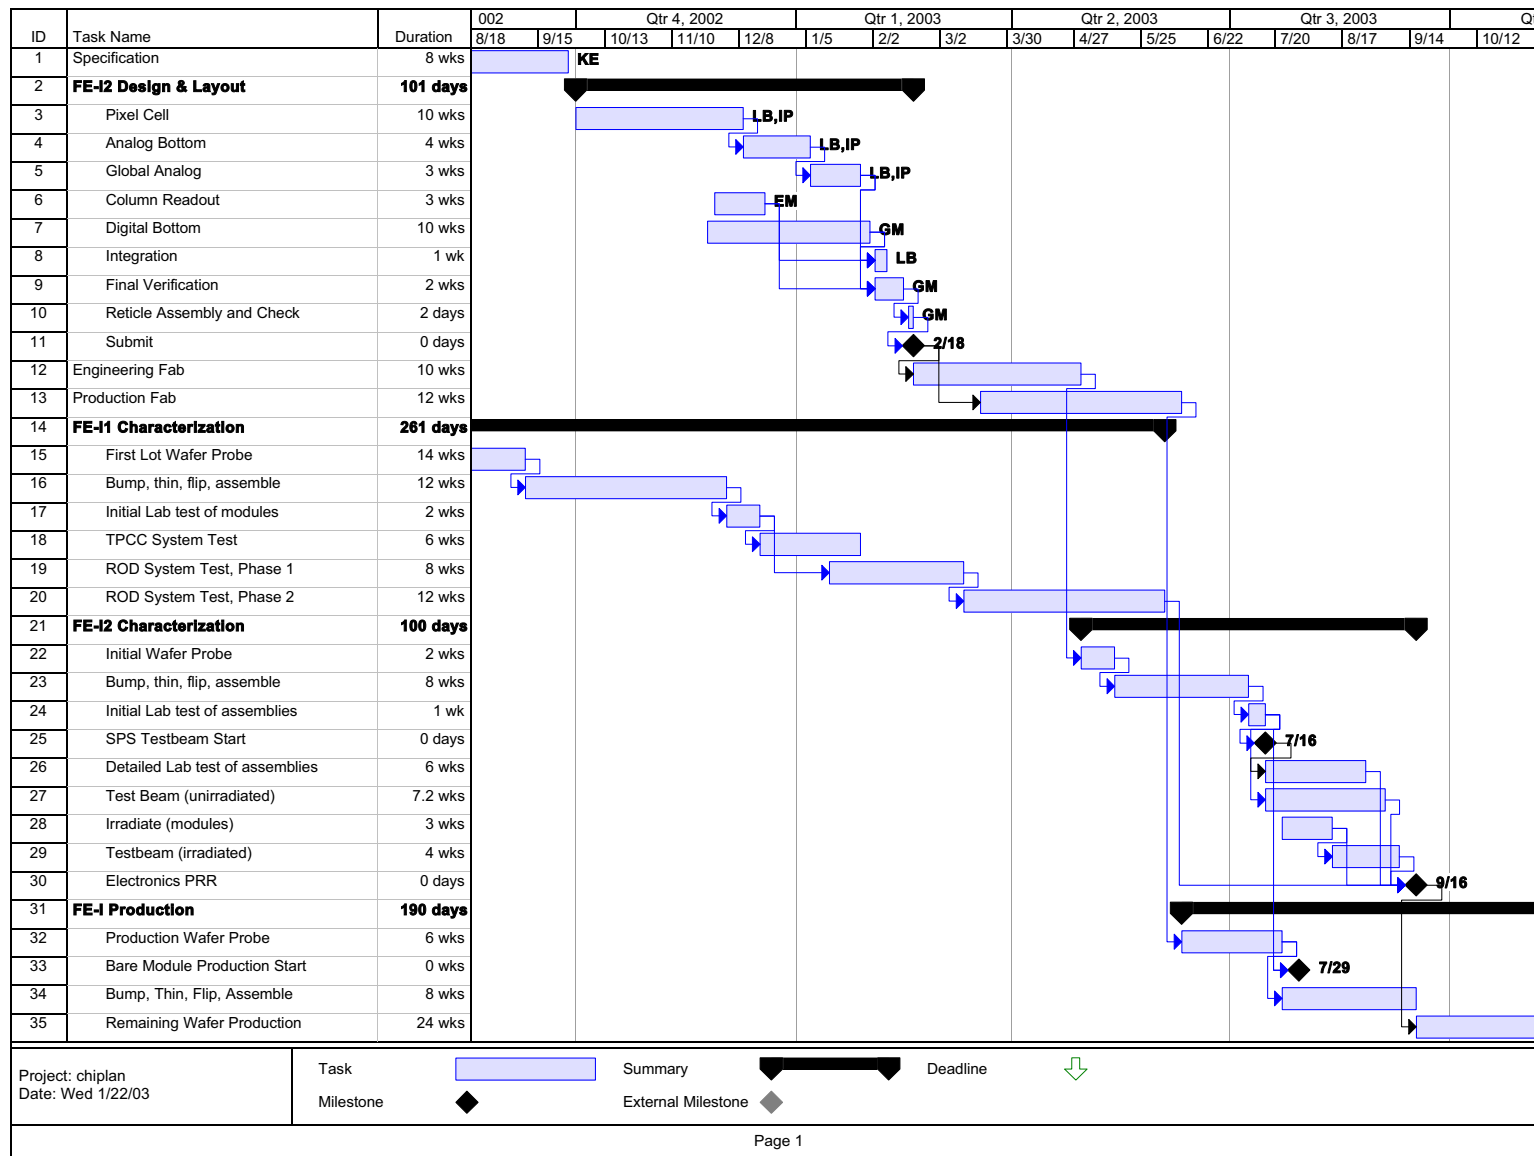 002 Qtr 4, 2002 Qtr 1, 2003 Qtr 2, 2003 Qtr 3, 2003 Qt
ID Task Name Duration 8/18 9/15 10/13 11/10 12/8 1/5 2/2 3/2 3/30 4/27 5/25 6/22 7/20 8/17 9/14 10/12
1 Specification 8 wks KE
2 FE-I2 Design & Layout 101 days
3 Pixel Cell 10 wks LB,IP
4 Analog Bottom 4 wks LB,IP
5 Global Analog 3 wks LB,IP
6 Column Readout 3 wks EM
7 Digital Bottom 10 wks GM
8 Integration 1 wk LB
9 Final Verification 2 wks GM
10 Reticle Assembly and Check 2 days GM
11 Submit 0 days 2/18
12 Engineering Fab 10 wks
13 Production Fab 12 wks
14 FE-I1 Characterization 261 days
15 First Lot Wafer Probe 14 wks
16 Bump, thin, flip, assemble 12 wks
17 Initial Lab test of modules 2 wks
18 TPCC System Test 6 wks
19 ROD System Test, Phase 1 8 wks
20 ROD System Test, Phase 2 12 wks
21 FE-I2 Characterization 100 days
22 Initial Wafer Probe 2 wks
23 Bump, thin, flip, assemble 8 wks
24 Initial Lab test of assemblies 1 wk
25 SPS Testbeam Start 0 days 7/16
26 Detailed Lab test of assemblies 6 wks
27 Test Beam (unirradiated) 7.2 wks
28 Irradiate (modules) 3 wks
29 Testbeam (irradiated) 4 wks
30 Electronics PRR 0 days 9/16
31 FE-I Production 190 days
32 Production Wafer Probe 6 wks
33 Bare Module Production Start 0 wks 7/29
34 Bump, Thin, Flip, Assemble 8 wks
35 Remaining Wafer Production 24 wks
Project: chiplan
Date: Wed 1/22/03
Task Summary Deadline
Milestone External Milestone
Page 1